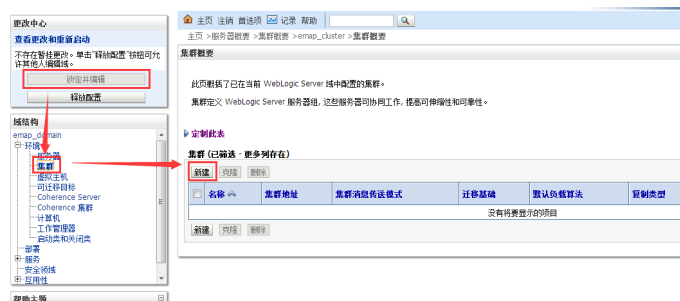 更改中心
查看更改和重新启动
不存在暂挂更改。单击"释放配置"按钮可允许其他人编辑域。
锁定并编辑
释放配置
域结构
emap_domain
环境
服务器
集群
虚拟主机
可迁移目标
Coherence Server
Coherence 集群
计算机
工作管理器
启动类和关闭类
部署
服务
安全领域
互用性
帮助主题
主页 注销 首选项 记录 帮助
主页 >服务器概要 >集群概要 >emap_cluster >集群概要
集群概要
此页概括了已在当前 WebLogic Server 域中配置的集群。
集群定义 WebLogic Server 服务器组, 这些服务器可协同工作, 提高可伸缩性和可靠性。
定制此表
集群 (已筛选 - 更多列存在)
新建 克隆 删除
名称 集群地址 集群消息传送模式 迁移基础 默认负载算法 复制类型
没有将要显示的项目
新建 克隆 删除